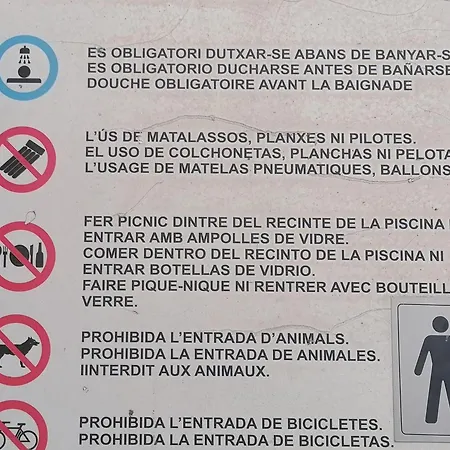 ES OBLIGATORI DUTXAR-SE ABANS DE BANYAR-S
ES OBLIGATORIO DUCHARSE ANTES DE BAÑARSE
DOUCHE OBLIGATOIRE AVANT LA BAIGNADE
L'ÚS DE MATALASSOS, PLANXES NI PILOTES.
EL USO DE COLCHONETAS, PLANCHAS NI PELOTA
L'USAGE DE MATELAS PNEUMATIQUES, BALLONS
FER PICNIC DINTRE DEL RECINTE DE LA PISCINA
ENTRAR AMB AMPOLLES DE VIDRE.
COMER DENTRO DEL RECINTO DE LA PISCINA NI
ENTRAR BOTELLAS DE VIDRIO.
FAIRE PIQUE-NIQUE NI RENTRER AVEC BOUTEILL
VERRE.
PROHIBIDA L'ENTRADA D'ANIMALS.
PROHIBIDA LA ENTRADA DE ANIMALES.
IINTERDIT AUX ANIMAUX.
PROHIBIDA L'ENTRADA DE BICICLETES.
PROHIBIDA LA ENTRADA DE BICICLETAS.